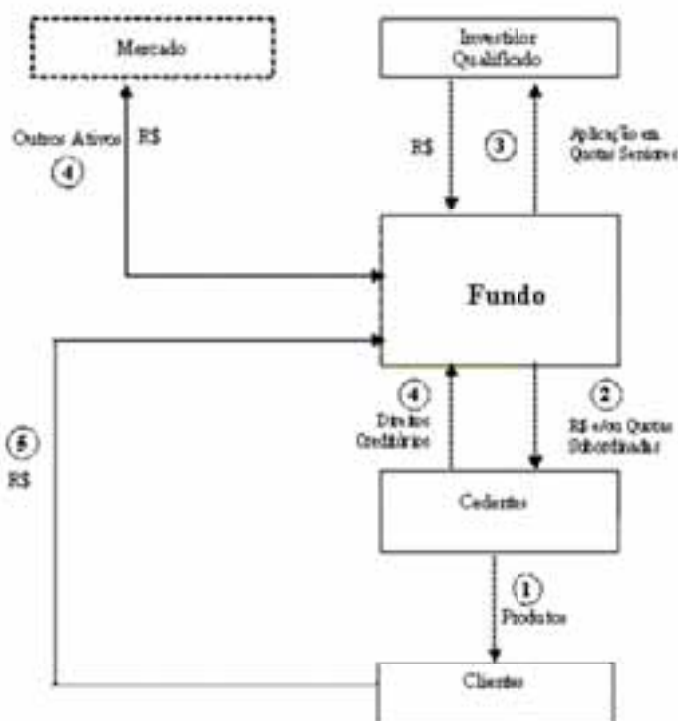 Mercado
Investidor
Qualificado
Outros Ativos
R$
4
R$
3
Aplicação em
Quotas Seniores
Fundo
4
Direitos
Creditórios
2
R$ e/ou Quotas
Subordinadas
5
R$
Cedentes
1
Produtos
Clientes